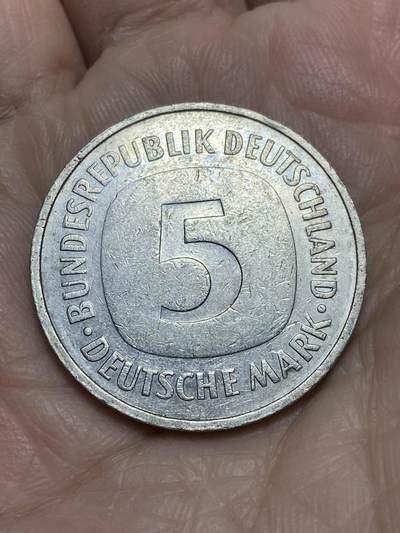 · BUNDESREPUBLIK DEUTSCHLAND ·
5
DEUTSCHE MARK